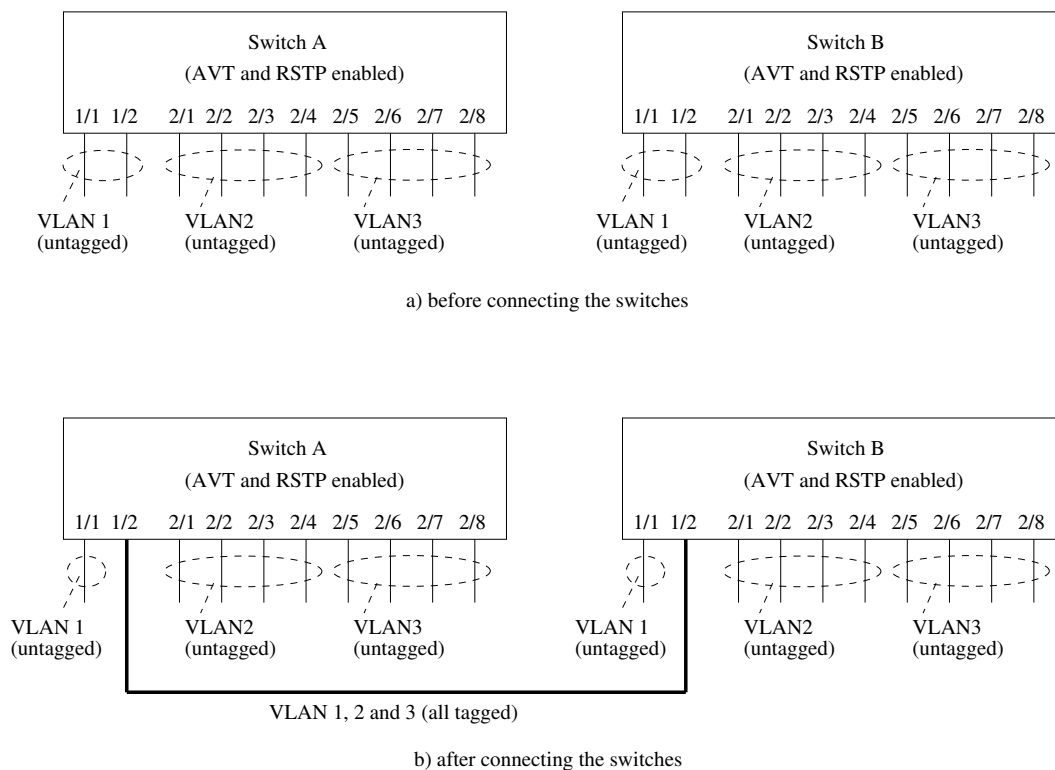 Switch A
(AVT and RSTP enabled)
1/1 1/2 2/1 2/2 2/3 2/4 2/5 2/6 2/7 2/8
VLAN 1
(untagged)
VLAN2
(untagged)
VLAN3
(untagged)
Switch B
(AVT and RSTP enabled)
1/1 1/2 2/1 2/2 2/3 2/4 2/5 2/6 2/7 2/8
VLAN 1
(untagged)
VLAN2
(untagged)
VLAN3
(untagged)
a) before connecting the switches
Switch A
(AVT and RSTP enabled)
1/1 1/2 2/1 2/2 2/3 2/4 2/5 2/6 2/7 2/8
VLAN 1
(untagged)
VLAN2
(untagged)
VLAN3
(untagged)
Switch B
(AVT and RSTP enabled)
1/1 1/2 2/1 2/2 2/3 2/4 2/5 2/6 2/7 2/8
VLAN 1
(untagged)
VLAN2
(untagged)
VLAN3
(untagged)
VLAN 1, 2 and 3 (all tagged)
b) after connecting the switches